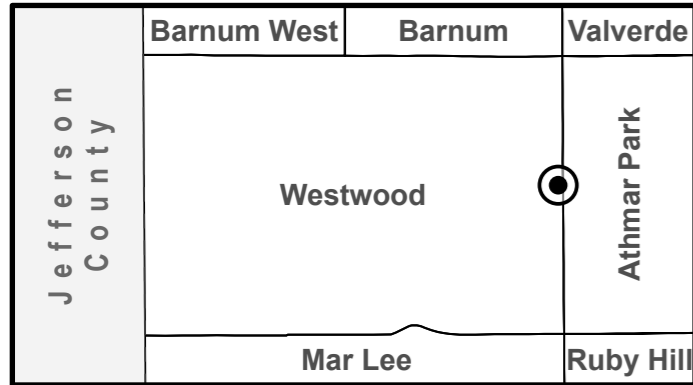 Barnum West
Barnum
Valverde
Jefferson
County
Westwood
Athmar Park
Mar Lee
Ruby Hill